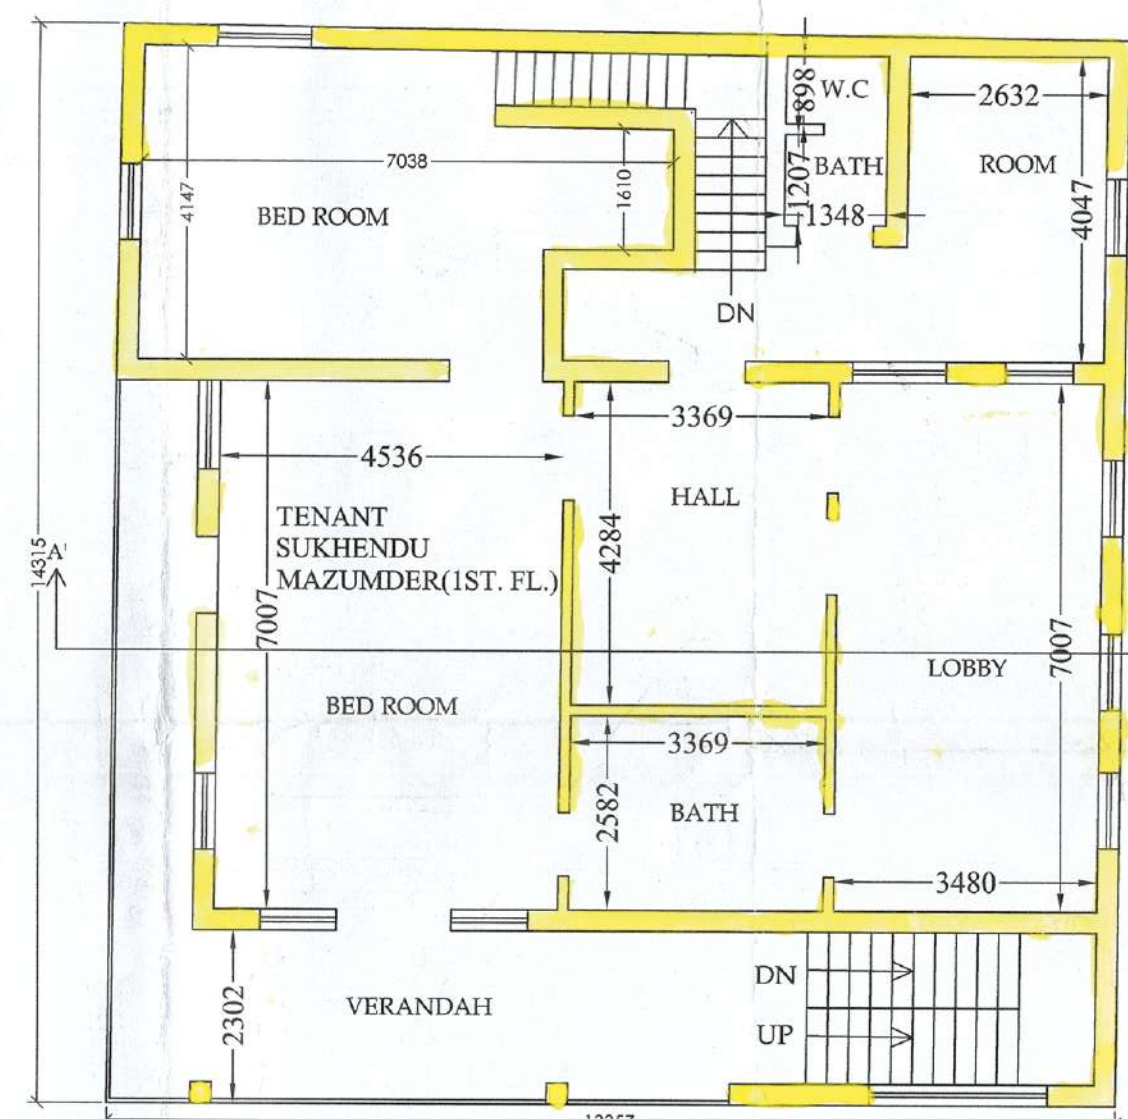 898
W.C
2632
7038
1207
BATH
ROOM
4147
BED ROOM
1610
1348
4047
DN
3369
4536
HALL
TENANT
SUKHENDU
MAZUMDER(1ST. FL.)
4284
14315
A'
7007
7007
LOBBY
BED ROOM
3369
2582
BATH
3480
DN
VERANDAH
2302
UP